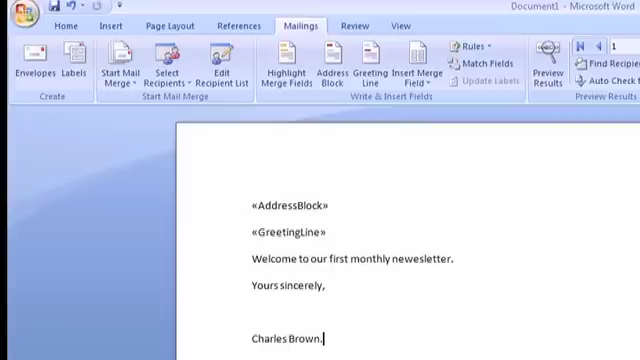 Document1 - Microsoft Word
Home Insert Page Layout References Mailings Review View
Envelopes Labels Start Mail Merge Select Recipients Edit Recipient List Highlight Merge Fields Address Block Greeting Line Insert Merge Field Rules Match Fields Update Labels Preview Results 1 Find Recipie Auto Check f
Create Start Mail Merge Write & Insert Fields Preview Results
«AddressBlock»
«GreetingLine»
Welcome to our first monthly newesletter.
Yours sincerely,
Charles Brown.